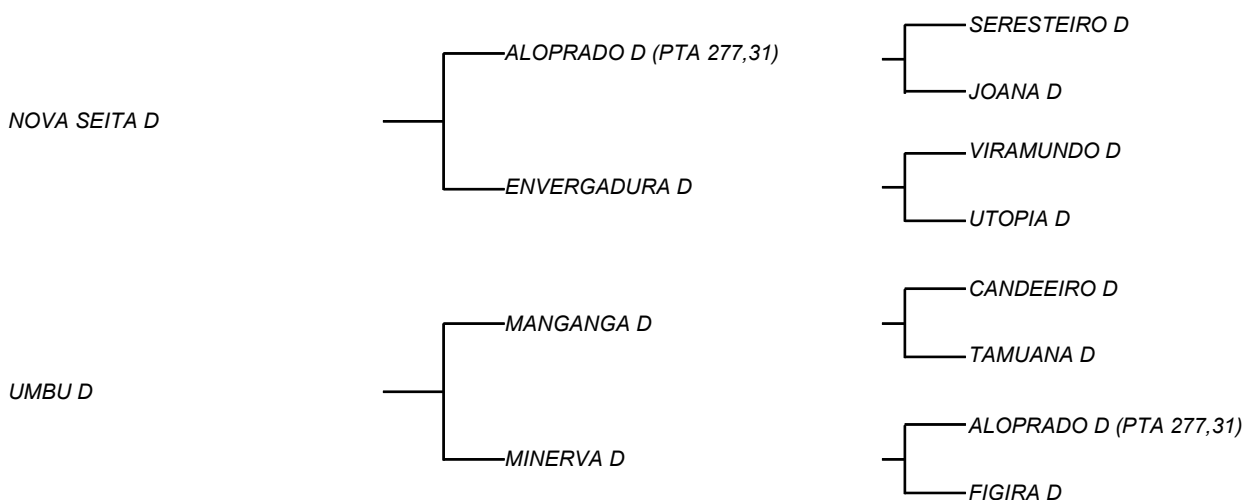 SERESTEIRO D
ALOPRADO D (PTA 277,31)
JOANA D
NOVA SEITA D
VIRAMUNDO D
ENVERGADURA D
UTOPIA D
CANDEEIRO D
MANGANGA D
TAMUANA D
UMBU D
ALOPRADO D (PTA 277,31)
MINERVA D
FIGIRA D